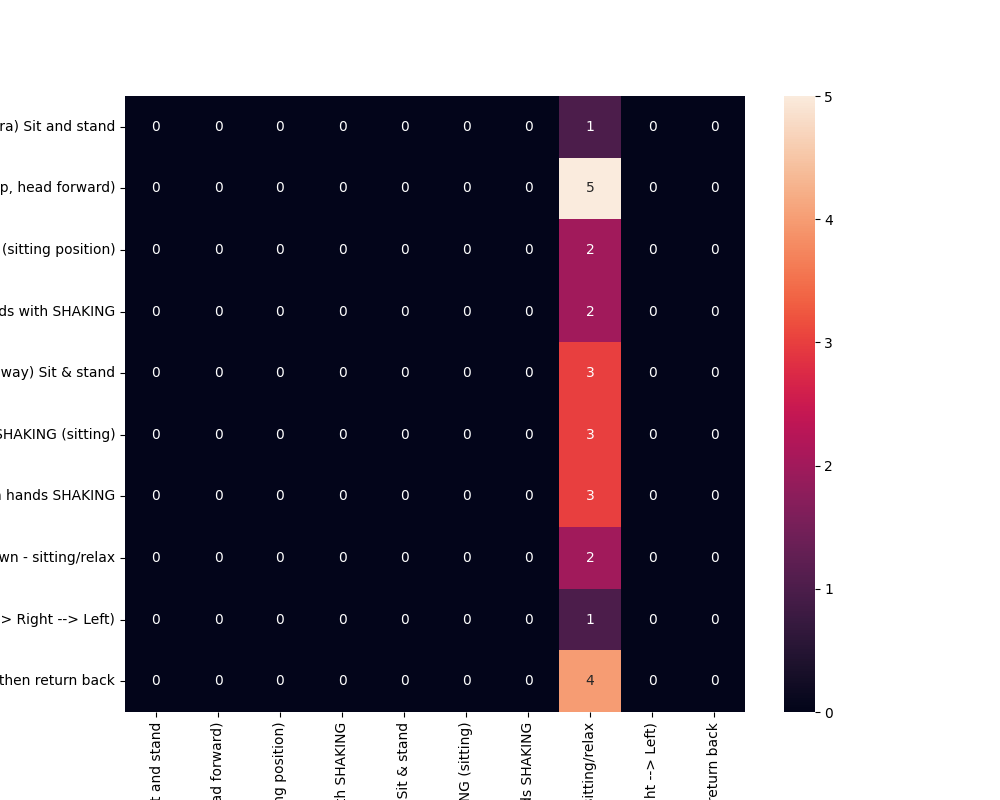 ra) Sit and stand 0 0 0 0 0 0 0 1 0 0
p, head forward) 0 0 0 0 0 0 0 5 0 0
(sitting position) 0 0 0 0 0 0 0 2 0 0
ds with SHAKING 0 0 0 0 0 0 0 2 0 0
way) Sit & stand 0 0 0 0 0 0 0 3 0 0
SHAKING (sitting) 0 0 0 0 0 0 0 3 0 0
hands SHAKING 0 0 0 0 0 0 0 3 0 0
wn - sitting/relax 0 0 0 0 0 0 0 2 0 0
> Right --> Left) 0 0 0 0 0 0 0 1 0 0
then return back 0 0 0 0 0 0 0 4 0 0
t and stand
ad forward)
ng position)
th SHAKING
Sit & stand
NG (sitting)
ds SHAKING
sitting/relax
ht --> Left)
return back
5
4
3
2
1
0